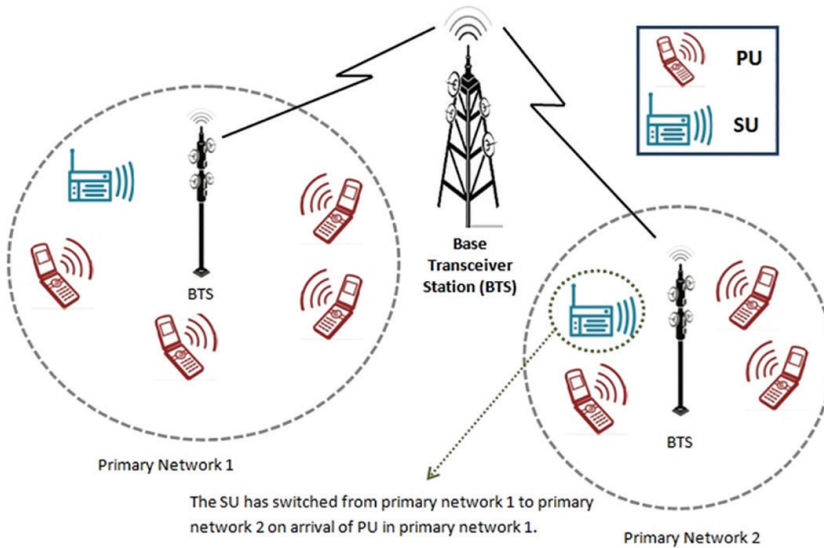 PU
SU
Base
Transceiver
Station (BTS)
BTS
BTS
Primary Network 1
The SU has switched from primary network 1 to primary
network 2 on arrival of PU in primary network 1.
Primary Network 2